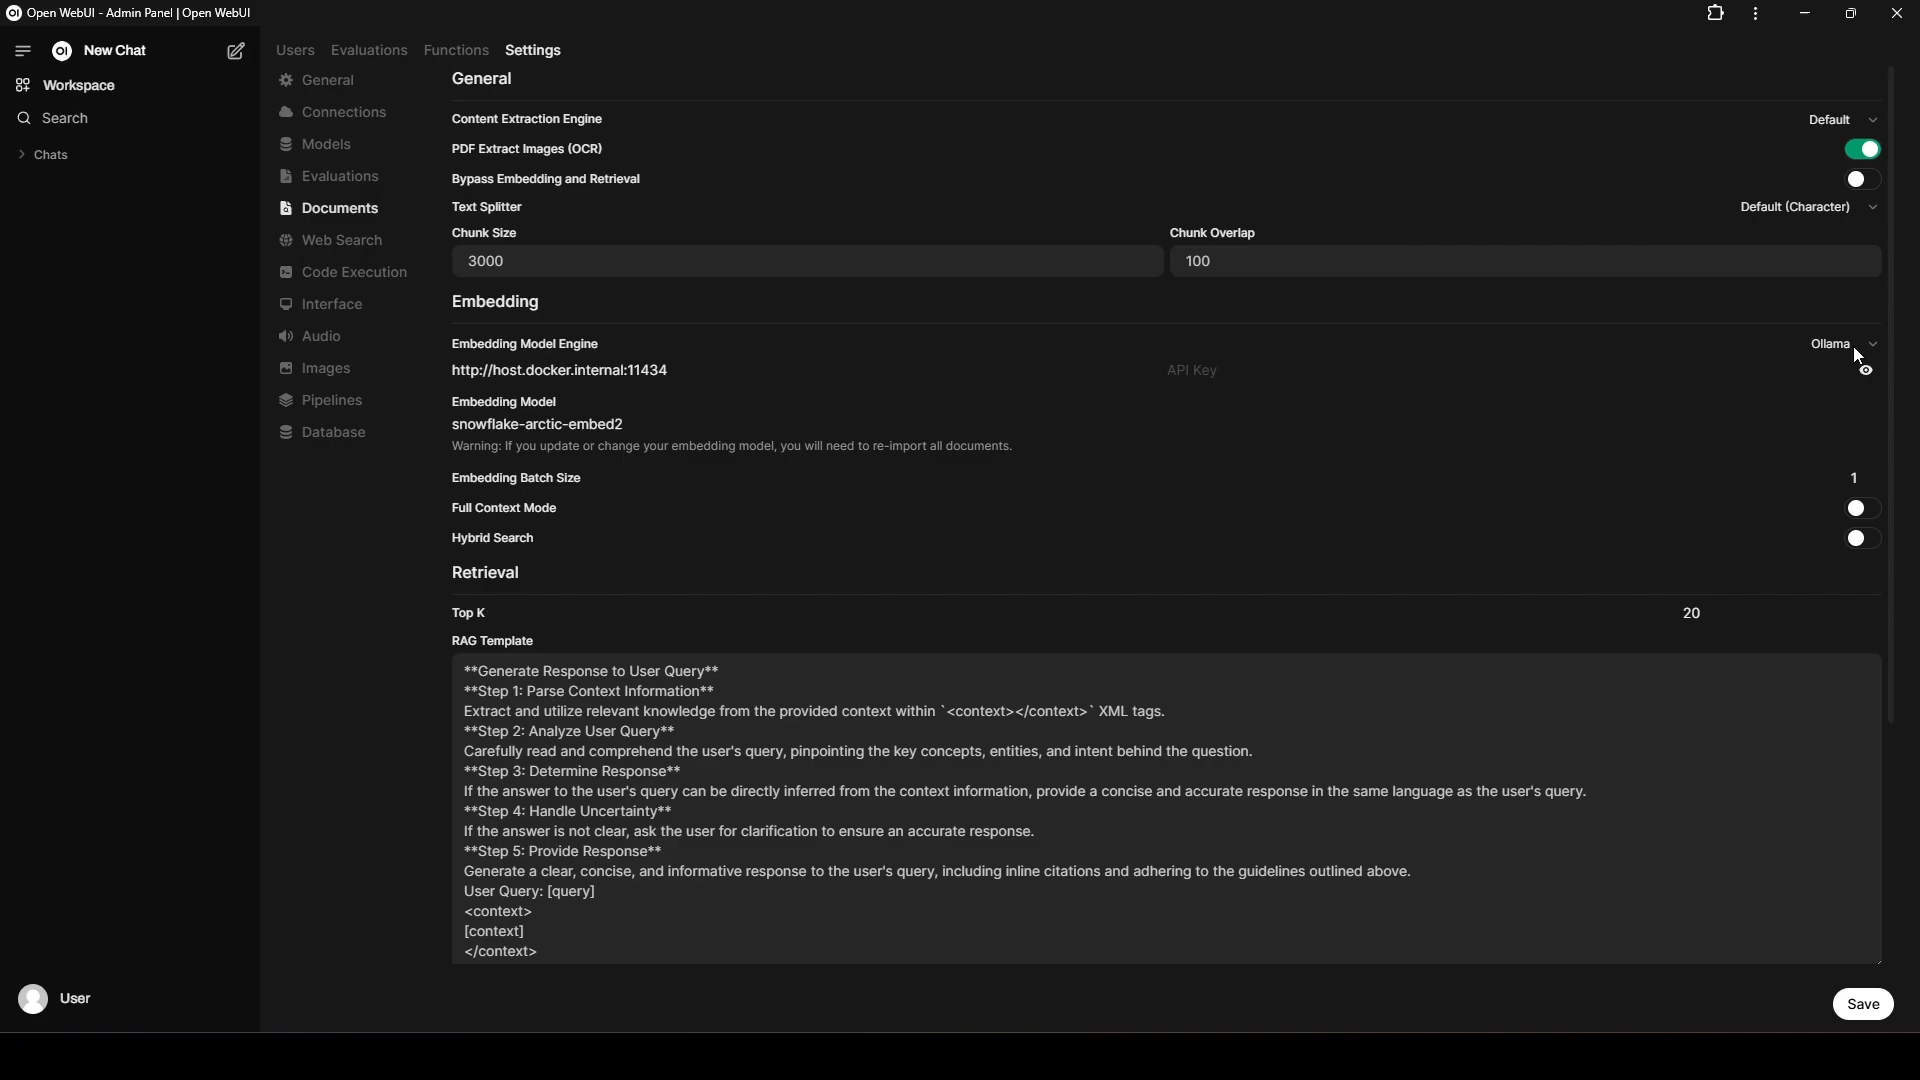 Open WebUI - Admin Panel | Open WebUI
New Chat
Workspace
Search
Chats
User
Users Evaluations Functions Settings
General
Connections
Models
Evaluations
Documents
Web Search
Code Execution
Interface
Audio
Images
Pipelines
Database
General
Content Extraction Engine Default
PDF Extract Images (OCR)
Bypass Embedding and Retrieval
Text Splitter Default (Character)
Chunk Size Chunk Overlap
3000 100
Embedding
Embedding Model Engine Ollama
http://host.docker.internal:11434 API Key
Embedding Model
snowflake-arctic-embed2
Warning: If you update or change your embedding model, you will need to re-import all documents.
Embedding Batch Size 1
Full Context Mode
Hybrid Search
Retrieval
Top K 20
RAG Template
**Generate Response to User Query**
**Step 1: Parse Context Information**
Extract and utilize relevant knowledge from the provided context within `<context></context>` XML tags.
**Step 2: Analyze User Query**
Carefully read and comprehend the user's query, pinpointing the key concepts, entities, and intent behind the question.
**Step 3: Determine Response**
If the answer to the user's query can be directly inferred from the context information, provide a concise and accurate response in the same language as the user's query.
**Step 4: Handle Uncertainty**
If the answer is not clear, ask the user for clarification to ensure an accurate response.
**Step 5: Provide Response**
Generate a clear, concise, and informative response to the user's query, including inline citations and adhering to the guidelines outlined above.
User Query: [query]
<context>
[context]
</context>
Save